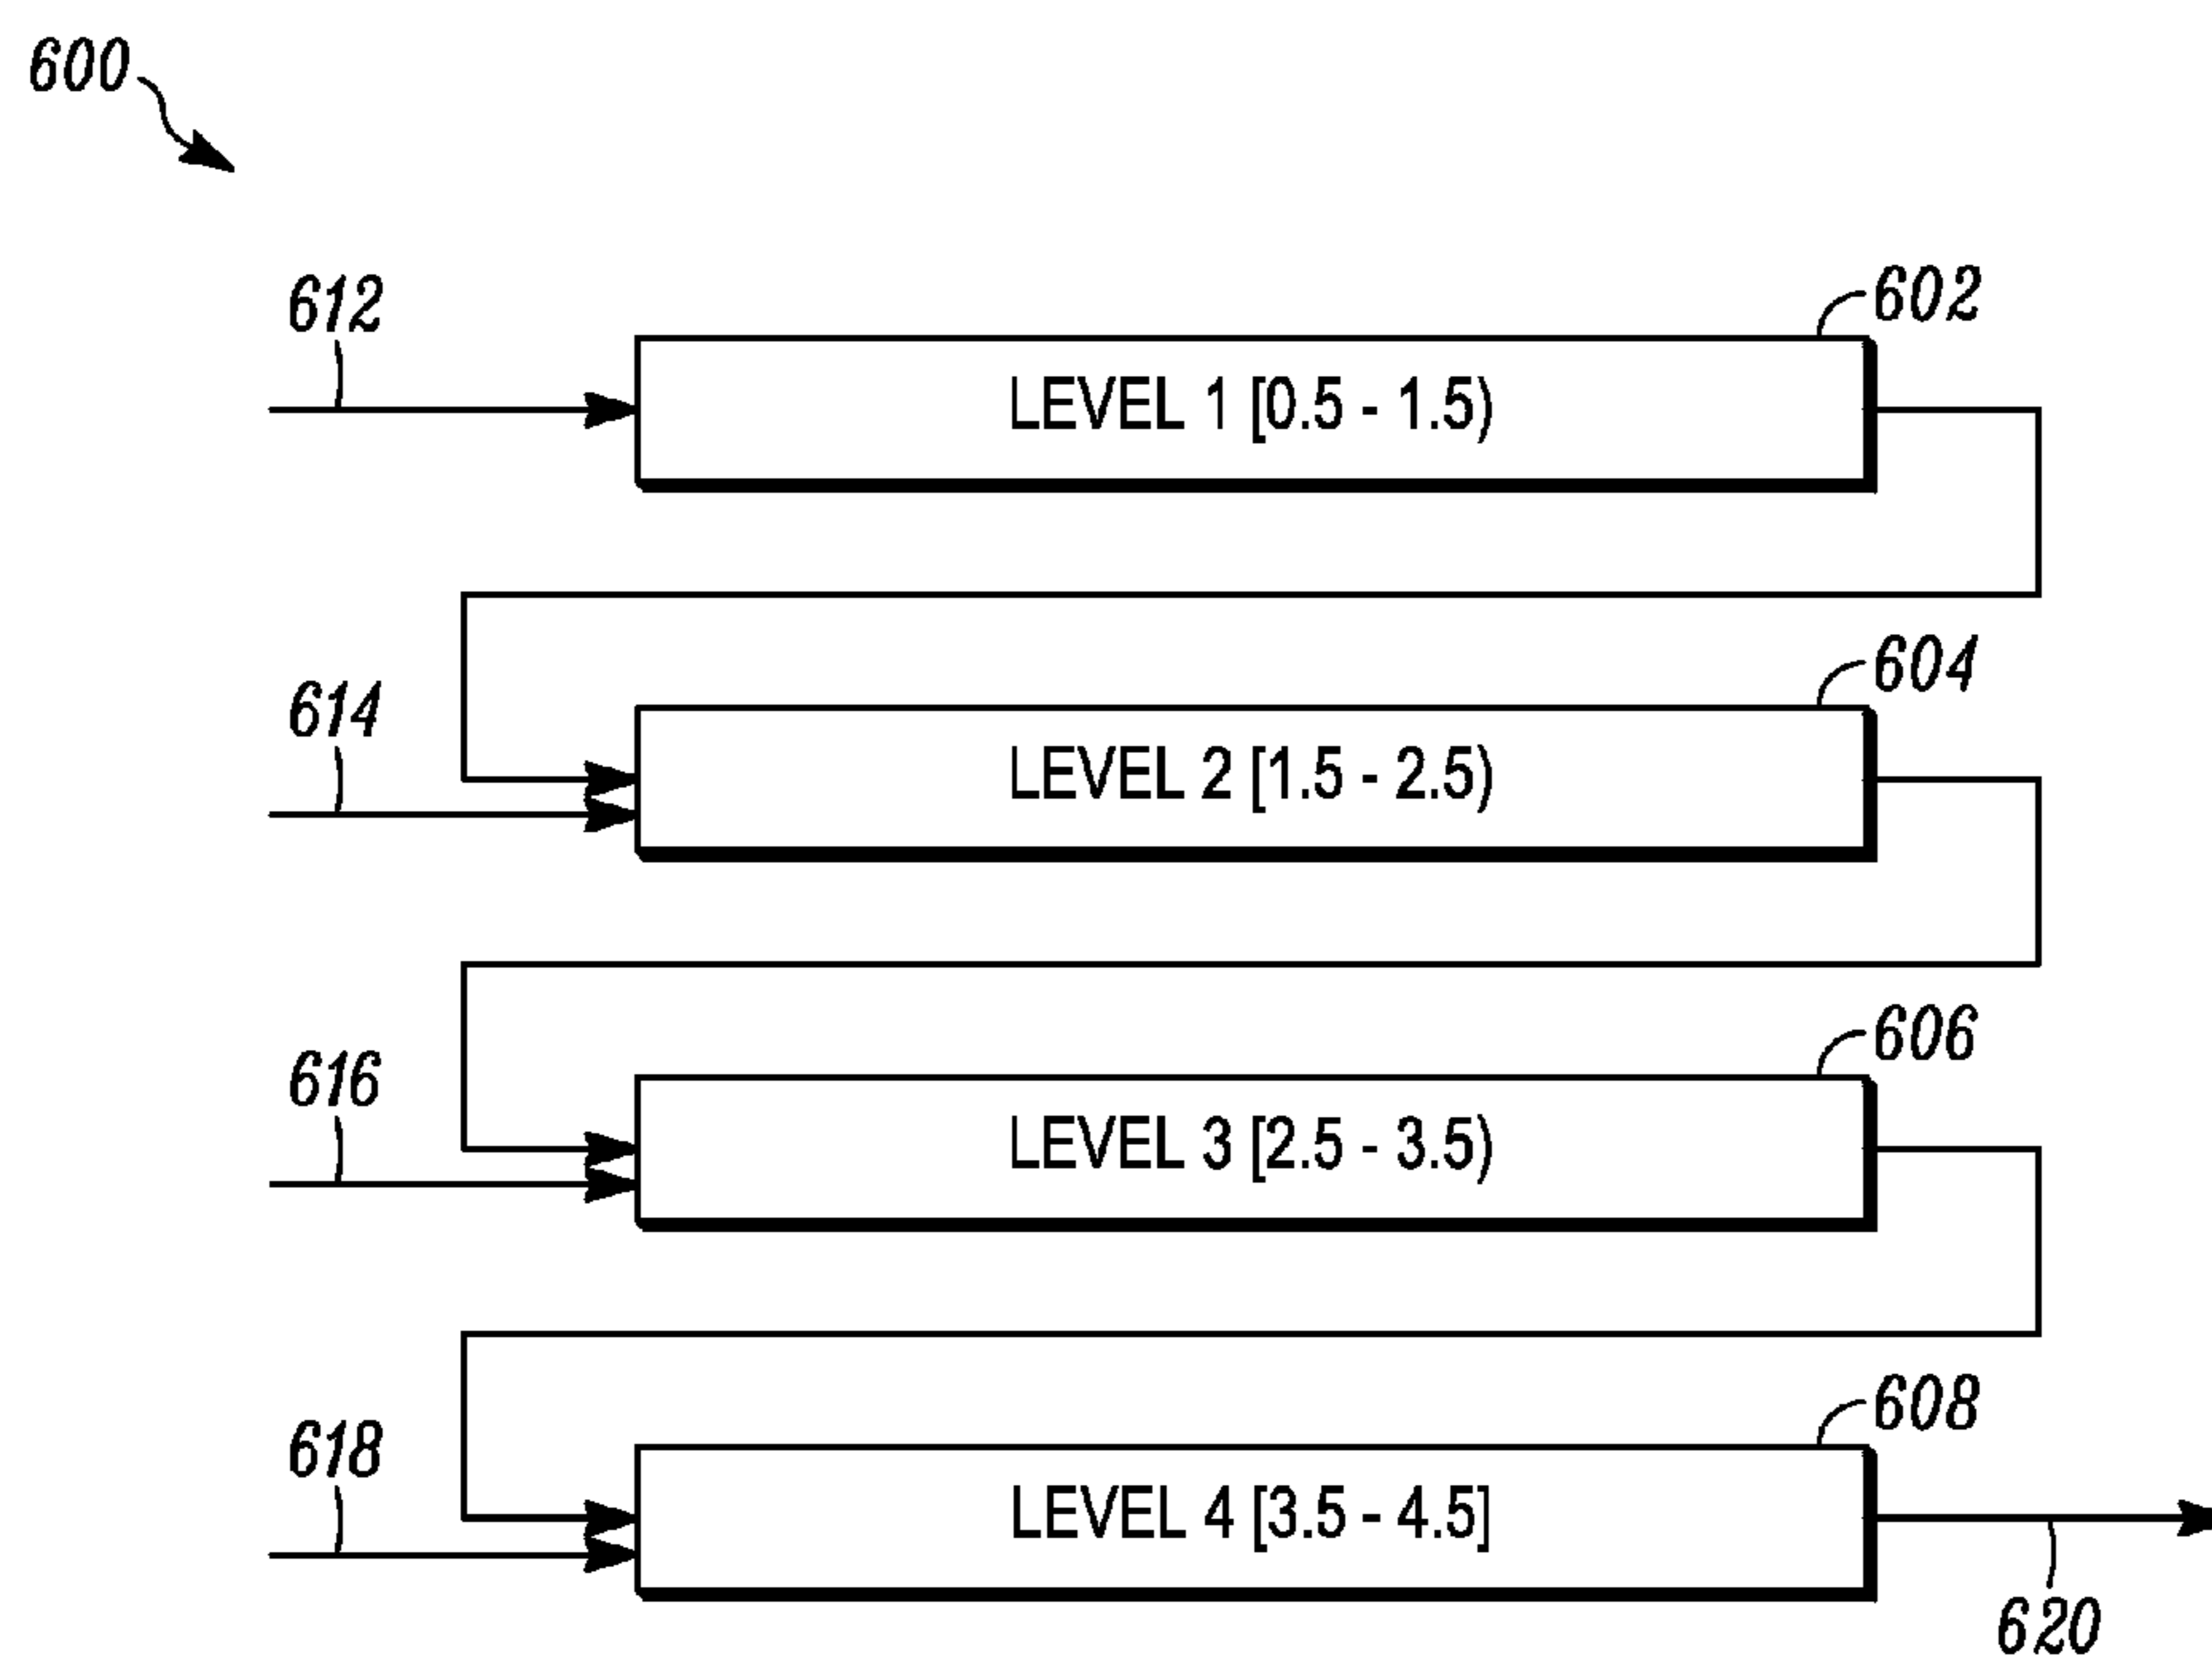 600
612
602
LEVEL 1 [0.5 - 1.5)
614
604
LEVEL 2 [1.5 - 2.5)
616
606
LEVEL 3 [2.5 - 3.5)
618
608
LEVEL 4 [3.5 - 4.5]
620